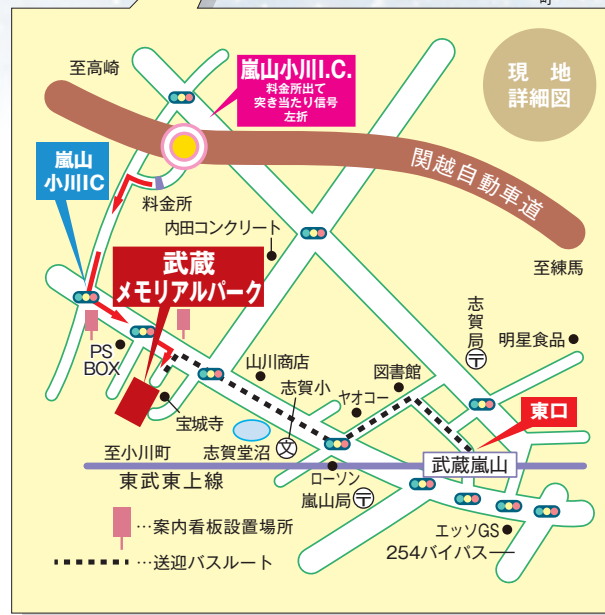 町
現地
詳細図
至高崎
嵐山小川I.C.
料金所出て
突き当たり信号
左折
関越自動車道
嵐山
小川IC
料金所
内田コンクリート
至練馬
武蔵
メモリアルパーク
志賀局
〒
明星食品
PS
BOX
山川商店
図書館
志賀小
文
ヤオコー
宝城寺
東口
至小川町
志賀堂沼
武蔵嵐山
東武東上線
ローソン
嵐山局
〒
…案内看板設置場所
エッソGS
254バイパス
…送迎バスルート